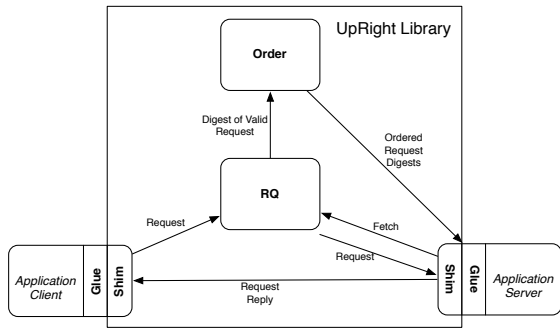 UpRight Library
Order
Digest of Valid
Request
Ordered
Request
Digests
RQ
Request
Fetch
Request
Application
Client
Glue
Shim
Request
Reply
Shim
Glue
Application
Server